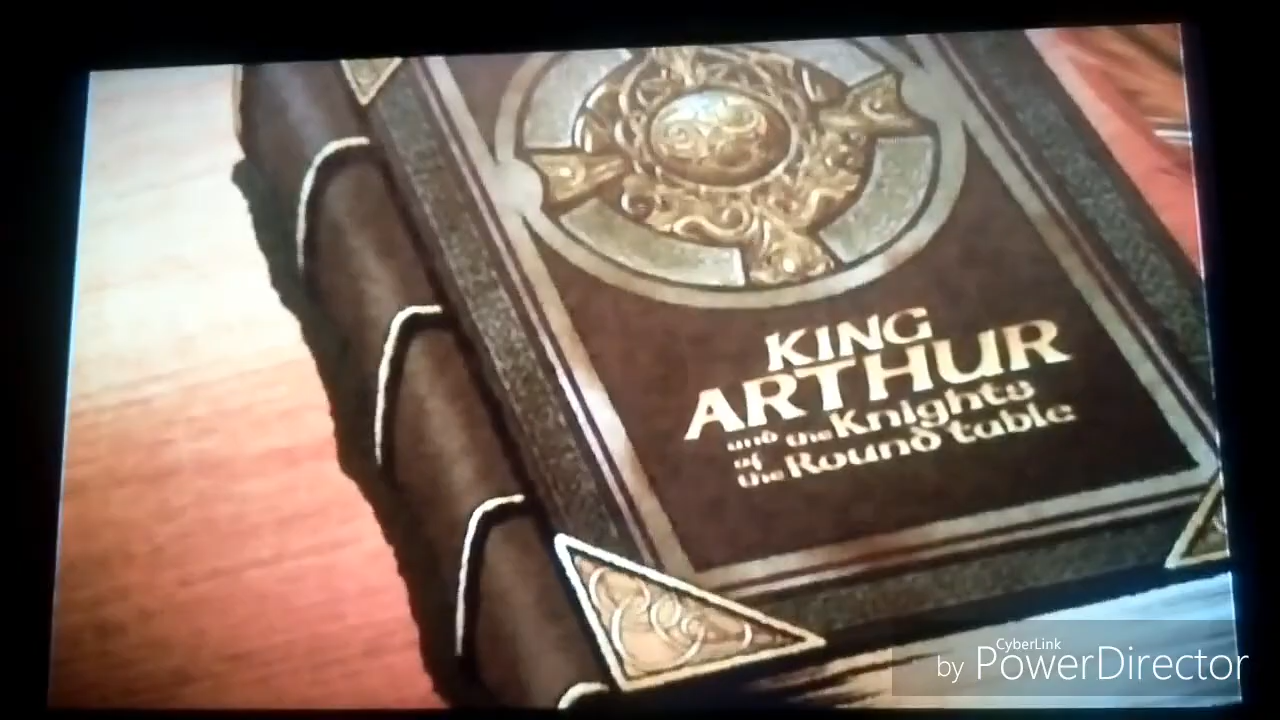 KING
ARTHUR
and the Knights
of
the Round table
CyberLink
by PowerDirector